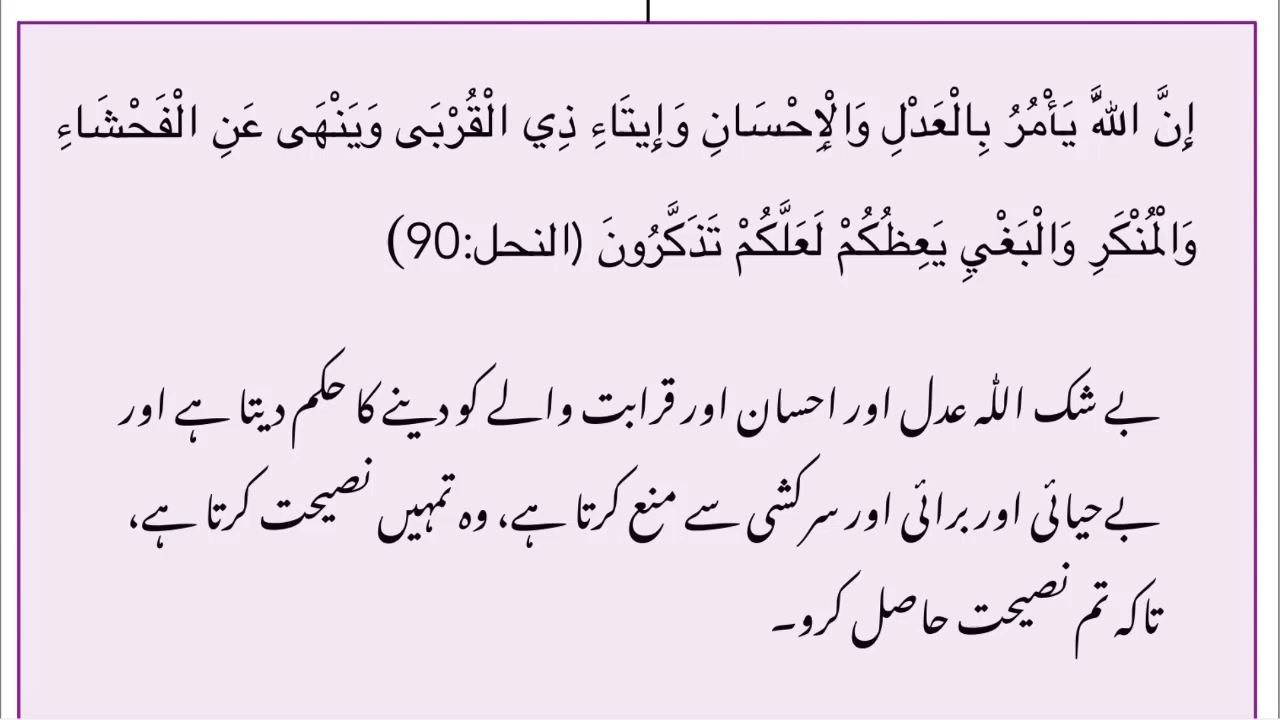 إِنَّ اللَّهَ يَأْمُرُ بِالْعَدْلِ وَالْإِحْسَانِ وَإِيتَاءِ ذِي الْقُرْبَى وَيَنْهَى عَنِ الْفَحْشَاءِ
وَالْمُنْكَرِ وَالْبَغْيِ يَعِظُكُمْ لَعَلَّكُمْ تَذَكَّرُونَ (النحل:90)
بے شک اللہ عدل اور احسان اور قرابت والے کو دینے کا حکم دیتا ہے اور
بےحیائی اور برائی اور سرکشی سے منع کرتا ہے، وہ تمہیں نصیحت کرتا ہے،
تاکہ تم نصیحت حاصل کرو۔